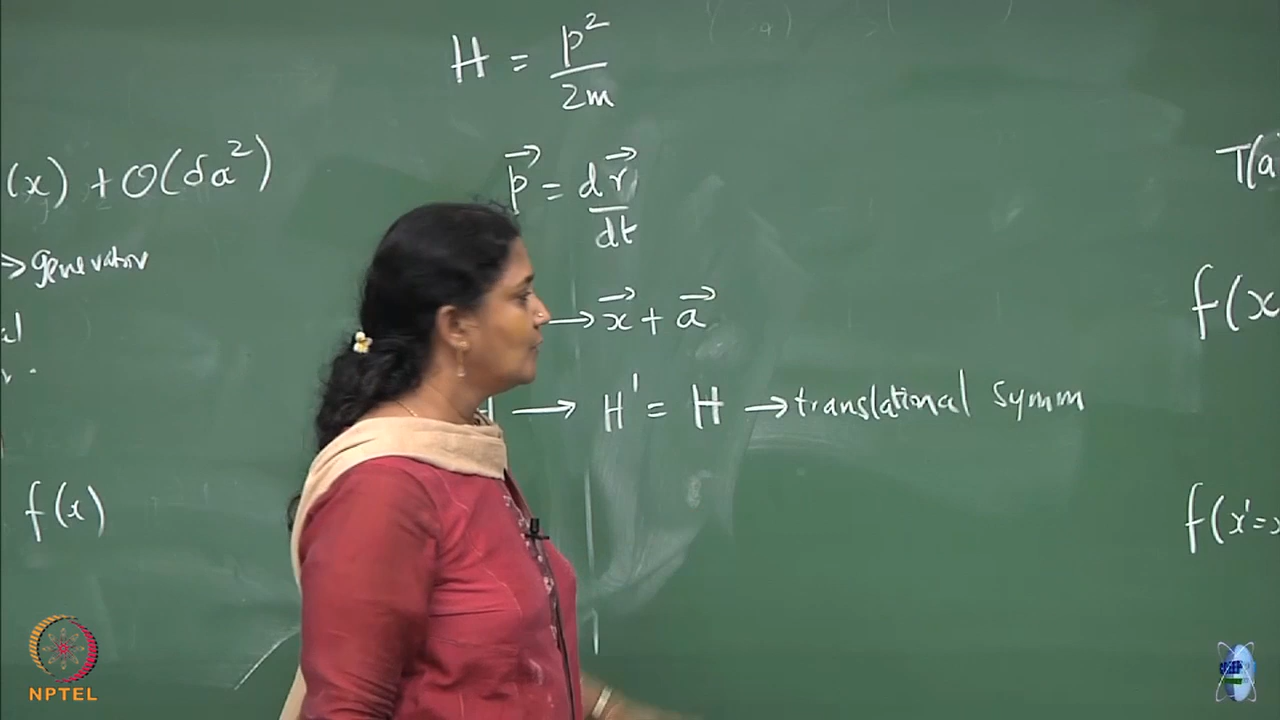 H = p²/2m
(x) + O(δa²)
p⃗ = dr⃗/dt
→ generator
→ x⃗ + a⃗
→ H' = H → translational symm
f(x)
T(a
f(x
f(x'=
NPTEL